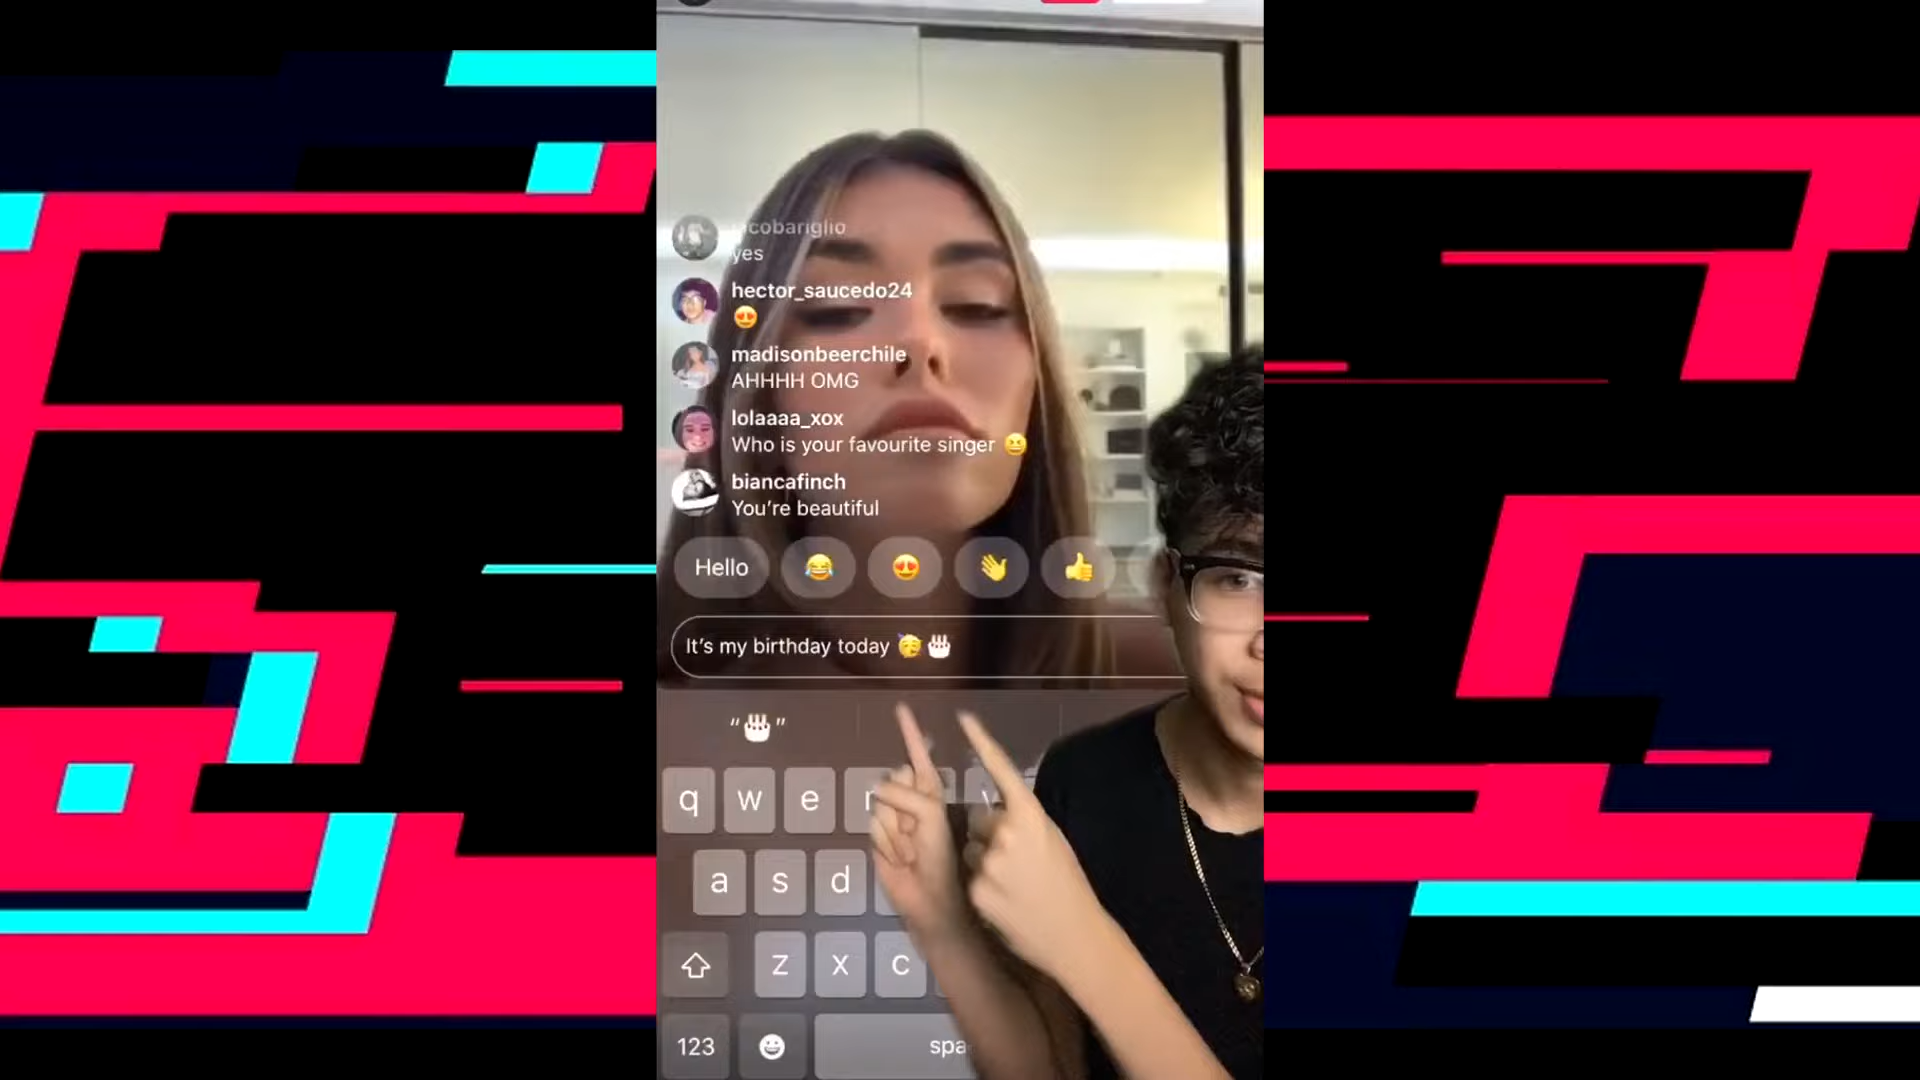 yes
hector_saucedo24
😍
madisonbeerchile
AHHHH OMG
lolaaaa_xox
Who is your favourite singer 😆
biancafinch
You’re beautiful
Hello 😂 😍 👋 👍
It’s my birthday today 🥳 🎂
“🎂”
q w e r
a s d
z x c
123